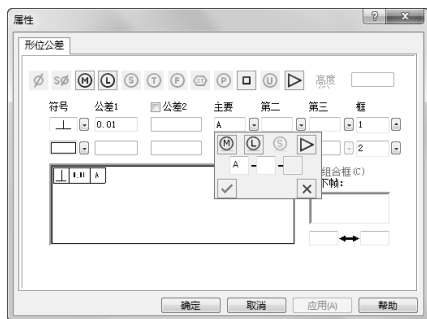 属性
形位公差
Ø SØ M L S T F ST P U 高度
符号 公差1 公差2 主要 第二 第三 框
0.01 A 1
2
M L S
A - -
组合框(C)
下帧:
A
确定 取消 应用(A) 帮助